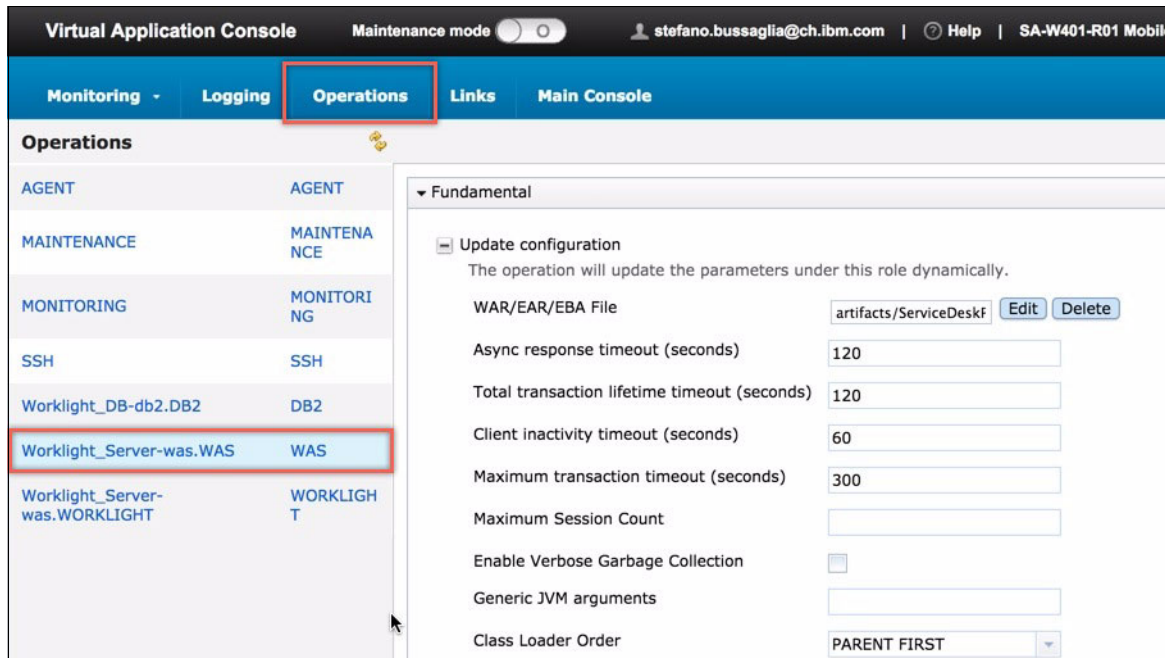 Virtual Application Console Maintenance mode O stefano.bussaglia@ch.ibm.com | ? Help | SA-W401-R01 Mobile
Monitoring Logging Operations Links Main Console
Operations
AGENT AGENT
MAINTENANCE MAINTENA
NCE
MONITORING MONITORI
NG
SSH SSH
Worklight_DB-db2.DB2 DB2
Worklight_Server-was.WAS WAS
Worklight_Server- WORKLIGH
was.WORKLIGHT T
Fundamental
Update configuration
The operation will update the parameters under this role dynamically.
WAR/EAR/EBA File artifacts/ServiceDeskF Edit Delete
Async response timeout (seconds) 120
Total transaction lifetime timeout (seconds) 120
Client inactivity timeout (seconds) 60
Maximum transaction timeout (seconds) 300
Maximum Session Count
Enable Verbose Garbage Collection
Generic JVM arguments
Class Loader Order PARENT FIRST